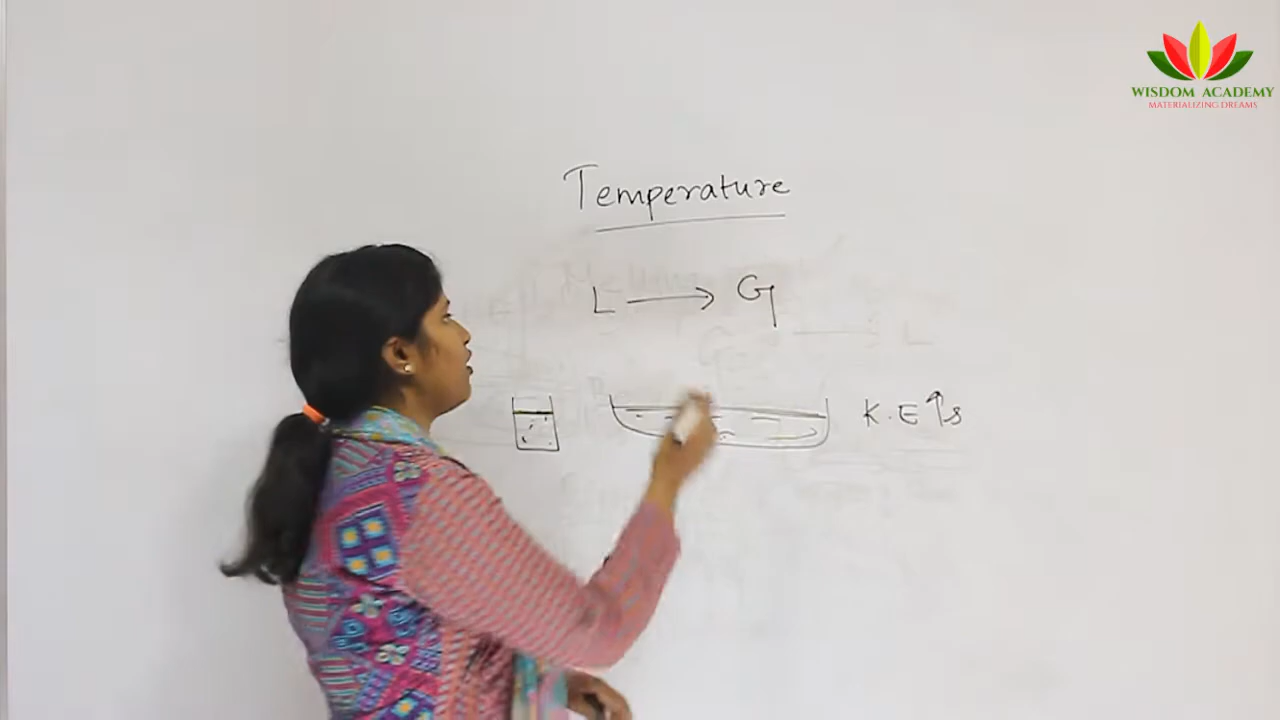 WISDOM ACADEMY
MATERIALIZING DREAMS
Temperature
L → G
K.E↑s